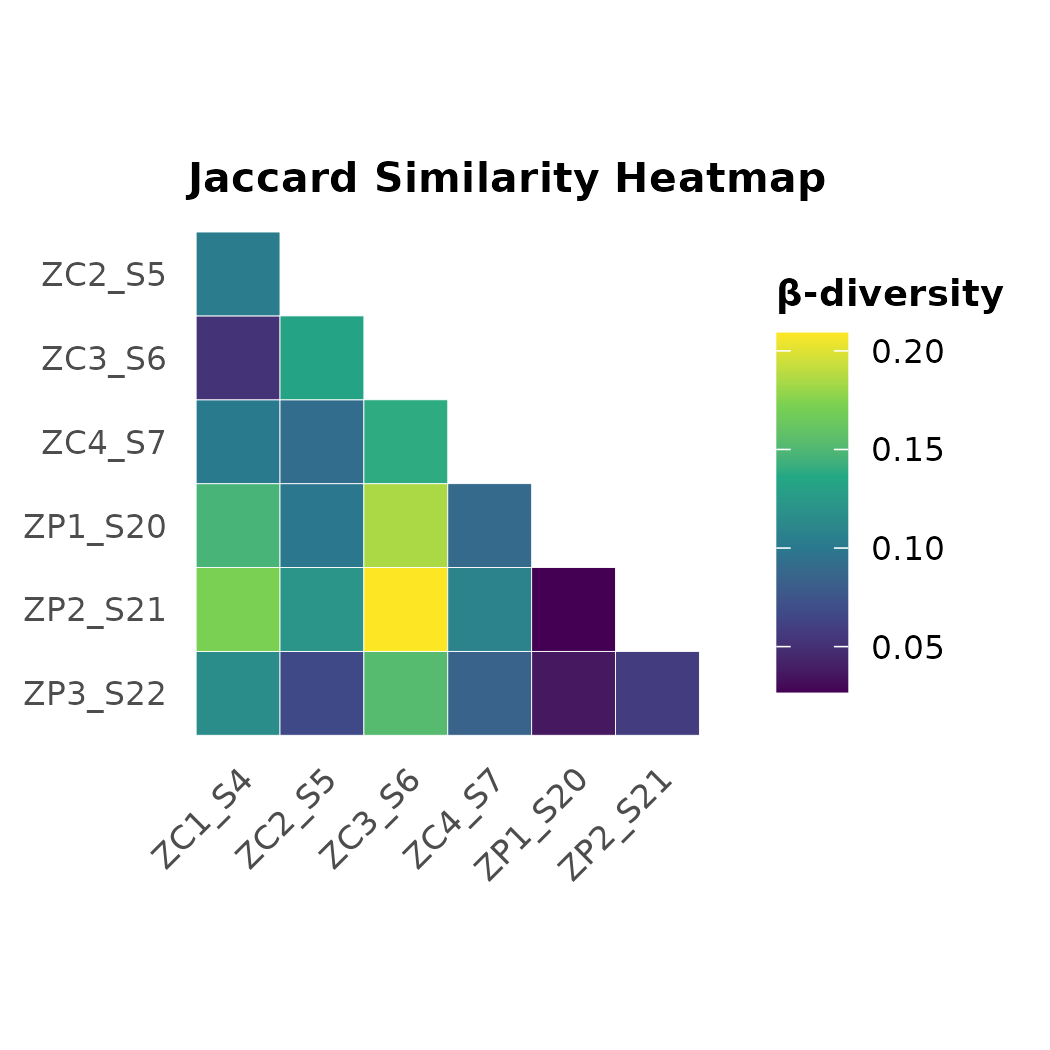 Jaccard Similarity Heatmap
ZC2_S5
ZC3_S6
ZC4_S7
ZP1_S20
ZP2_S21
ZP3_S22
ZC1_S4
ZC2_S5
ZC3_S6
ZC4_S7
ZP1_S20
ZP2_S21
β-diversity
0.20
0.15
0.10
0.05